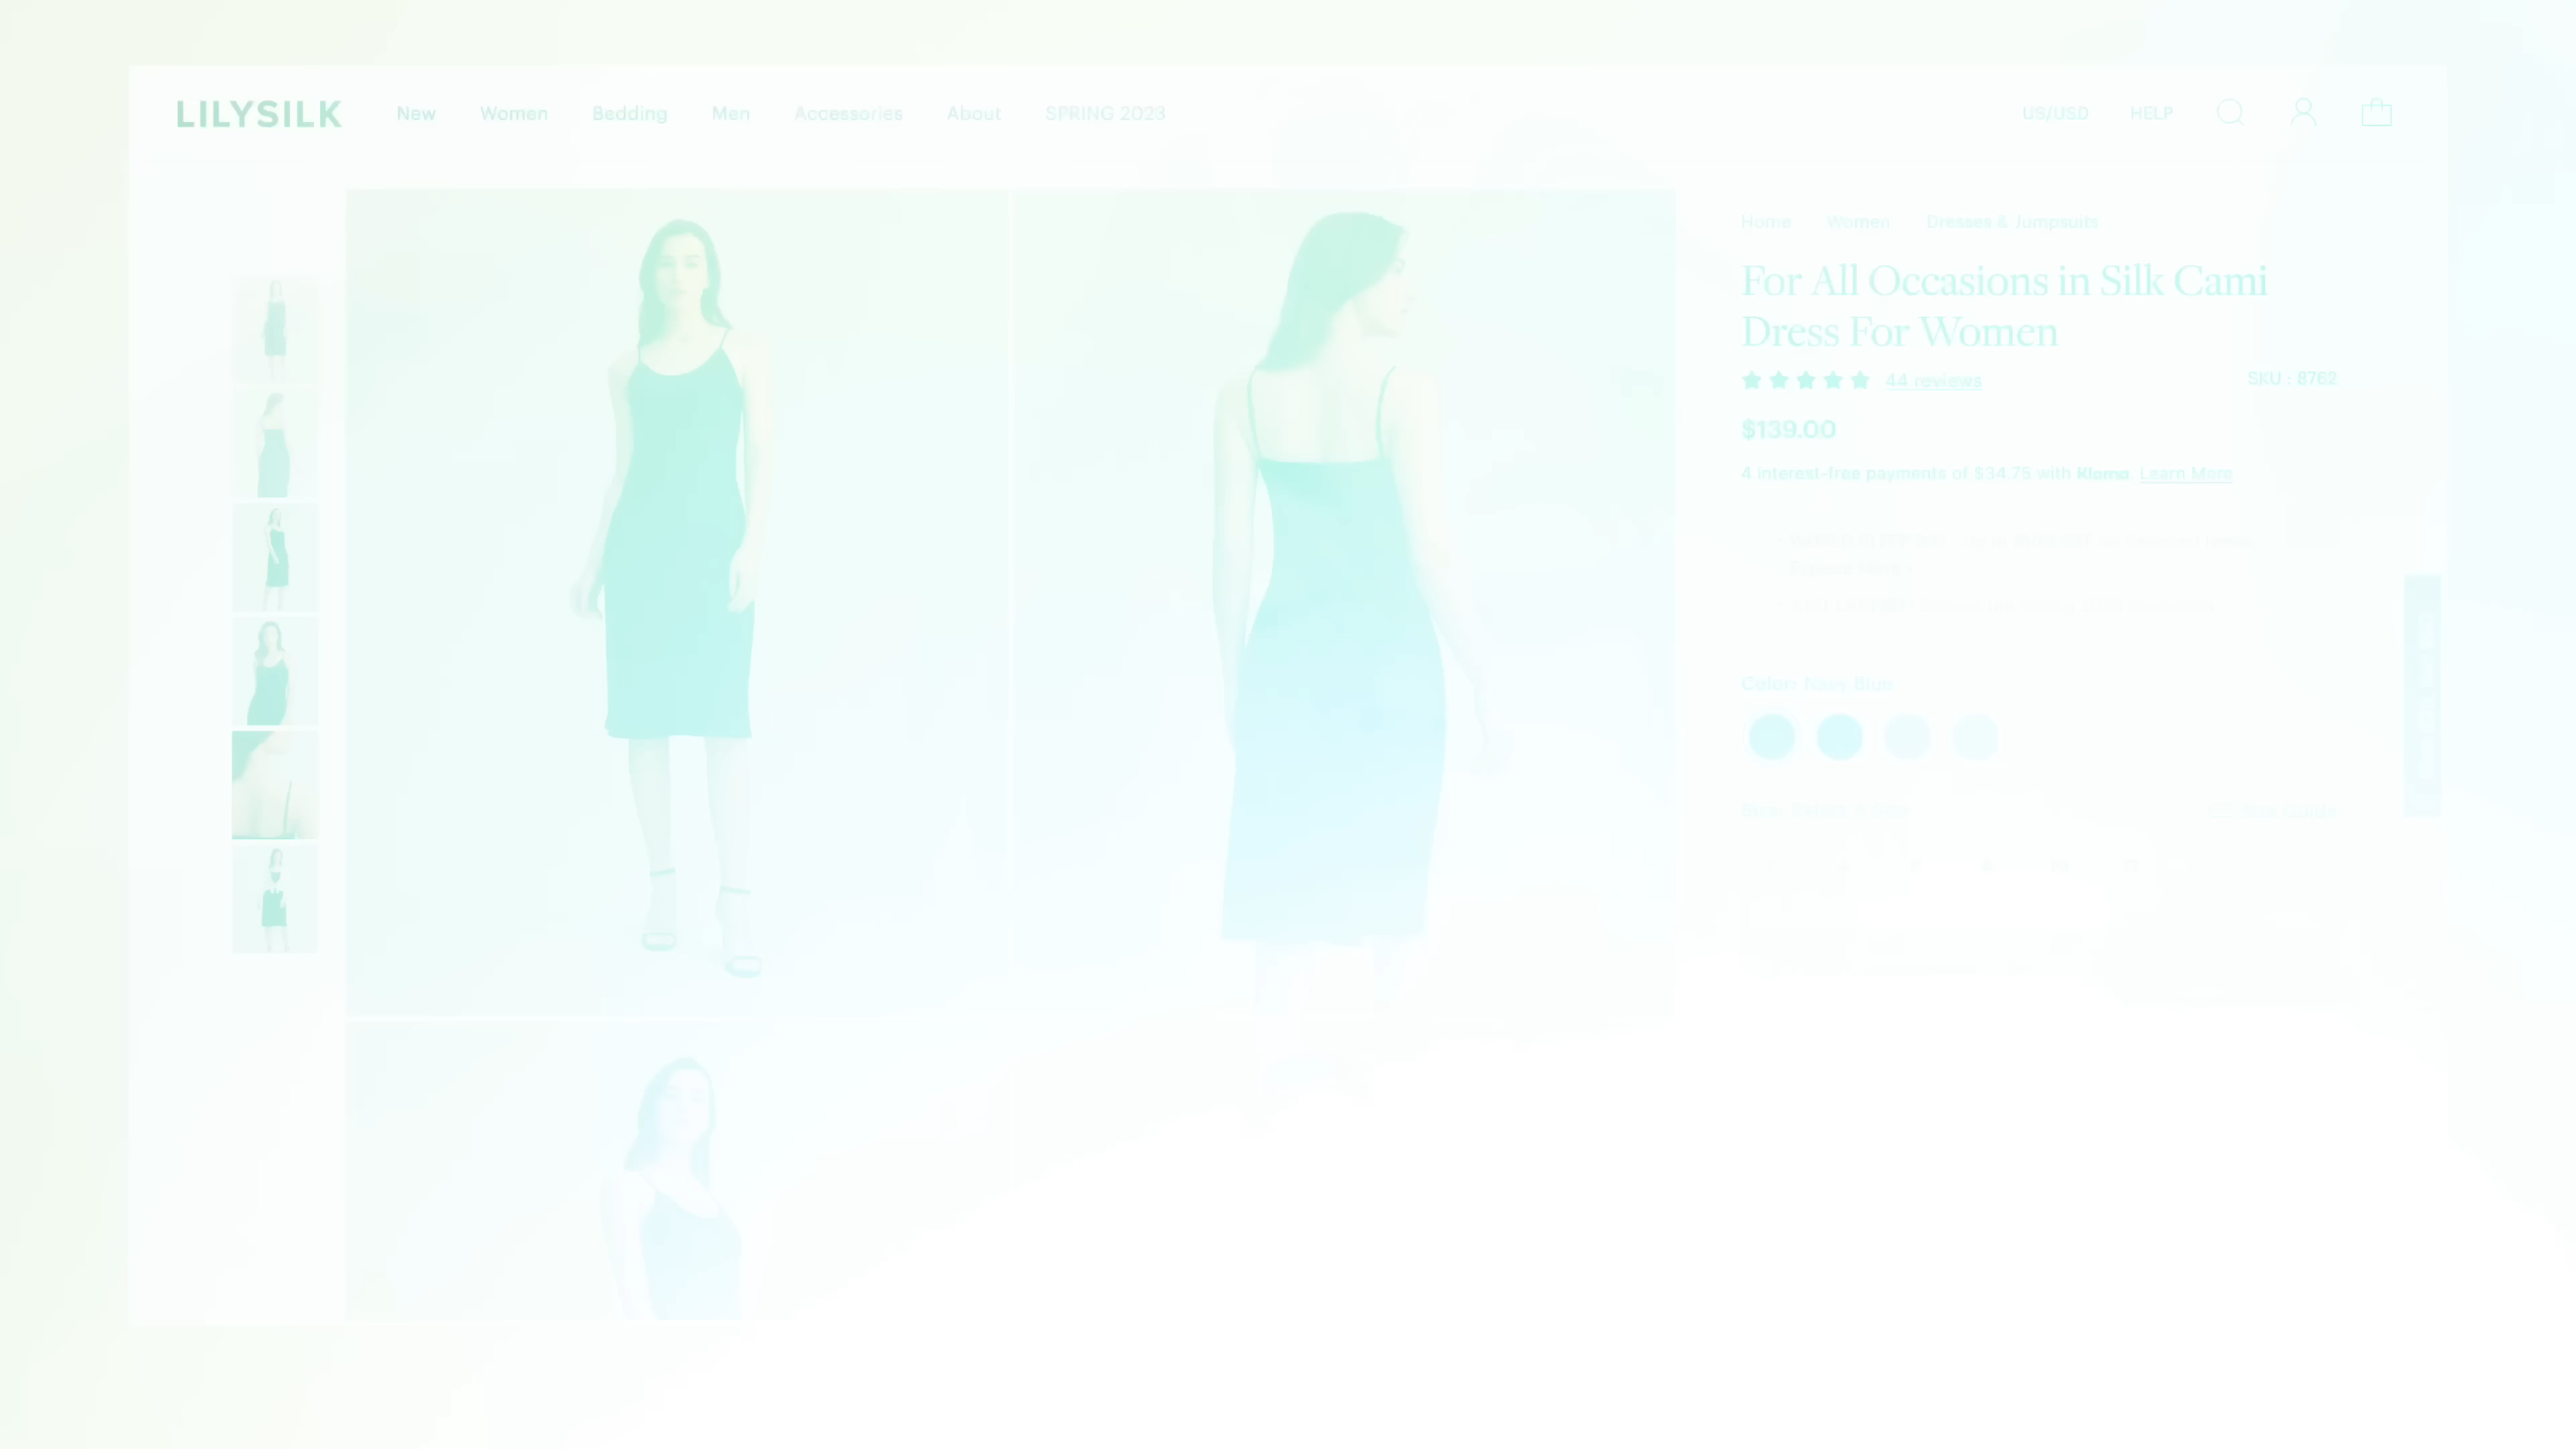 LILYSILK
New
Women
Bedding
Men
Accessories
About
SPRING 2023
US/USD
HELP
Home
Women
Dresses & Jumpsuits
For All Occasions in Silk Cami
Dress For Women
44 reviews
SKU : 8762
$139.00
4 interest-free payments of $34.75 with Klarna. Learn More
Color: Navy Blue
Size Guide